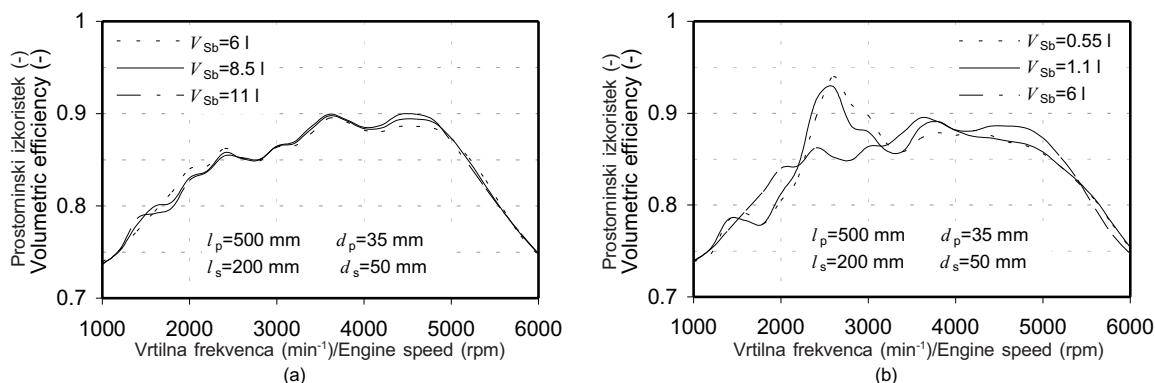 1
0.9
0.8
0.7
Prostorninski izkoristek (-)
Volumetric efficiency (-)
V_Sb=6 l
V_Sb=8.5 l
V_Sb=11 l
l_p=500 mm d_p=35 mm
l_s=200 mm d_s=50 mm
1000 2000 3000 4000 5000 6000
Vrtilna frekvenca (min⁻¹)/Engine speed (rpm)
(a)
1
0.9
0.8
0.7
Prostorninski izkoristek (-)
Volumetric efficiency (-)
V_Sb=0.55 l
V_Sb=1.1 l
V_Sb=6 l
l_p=500 mm d_p=35 mm
l_s=200 mm d_s=50 mm
1000 2000 3000 4000 5000 6000
Vrtilna frekvenca (min⁻¹)/Engine speed (rpm)
(b)